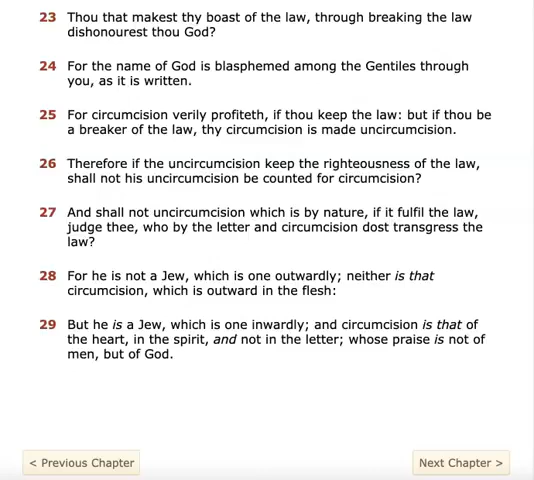 23 Thou that makest thy boast of the law, through breaking the law
dishonourest thou God?
24 For the name of God is blasphemed among the Gentiles through
you, as it is written.
25 For circumcision verily profiteth, if thou keep the law: but if thou be
a breaker of the law, thy circumcision is made uncircumcision.
26 Therefore if the uncircumcision keep the righteousness of the law,
shall not his uncircumcision be counted for circumcision?
27 And shall not uncircumcision which is by nature, if it fulfil the law,
judge thee, who by the letter and circumcision dost transgress the
law?
28 For he is not a Jew, which is one outwardly; neither is that
circumcision, which is outward in the flesh:
29 But he is a Jew, which is one inwardly; and circumcision is that of
the heart, in the spirit, and not in the letter; whose praise is not of
men, but of God.
< Previous Chapter
Next Chapter >